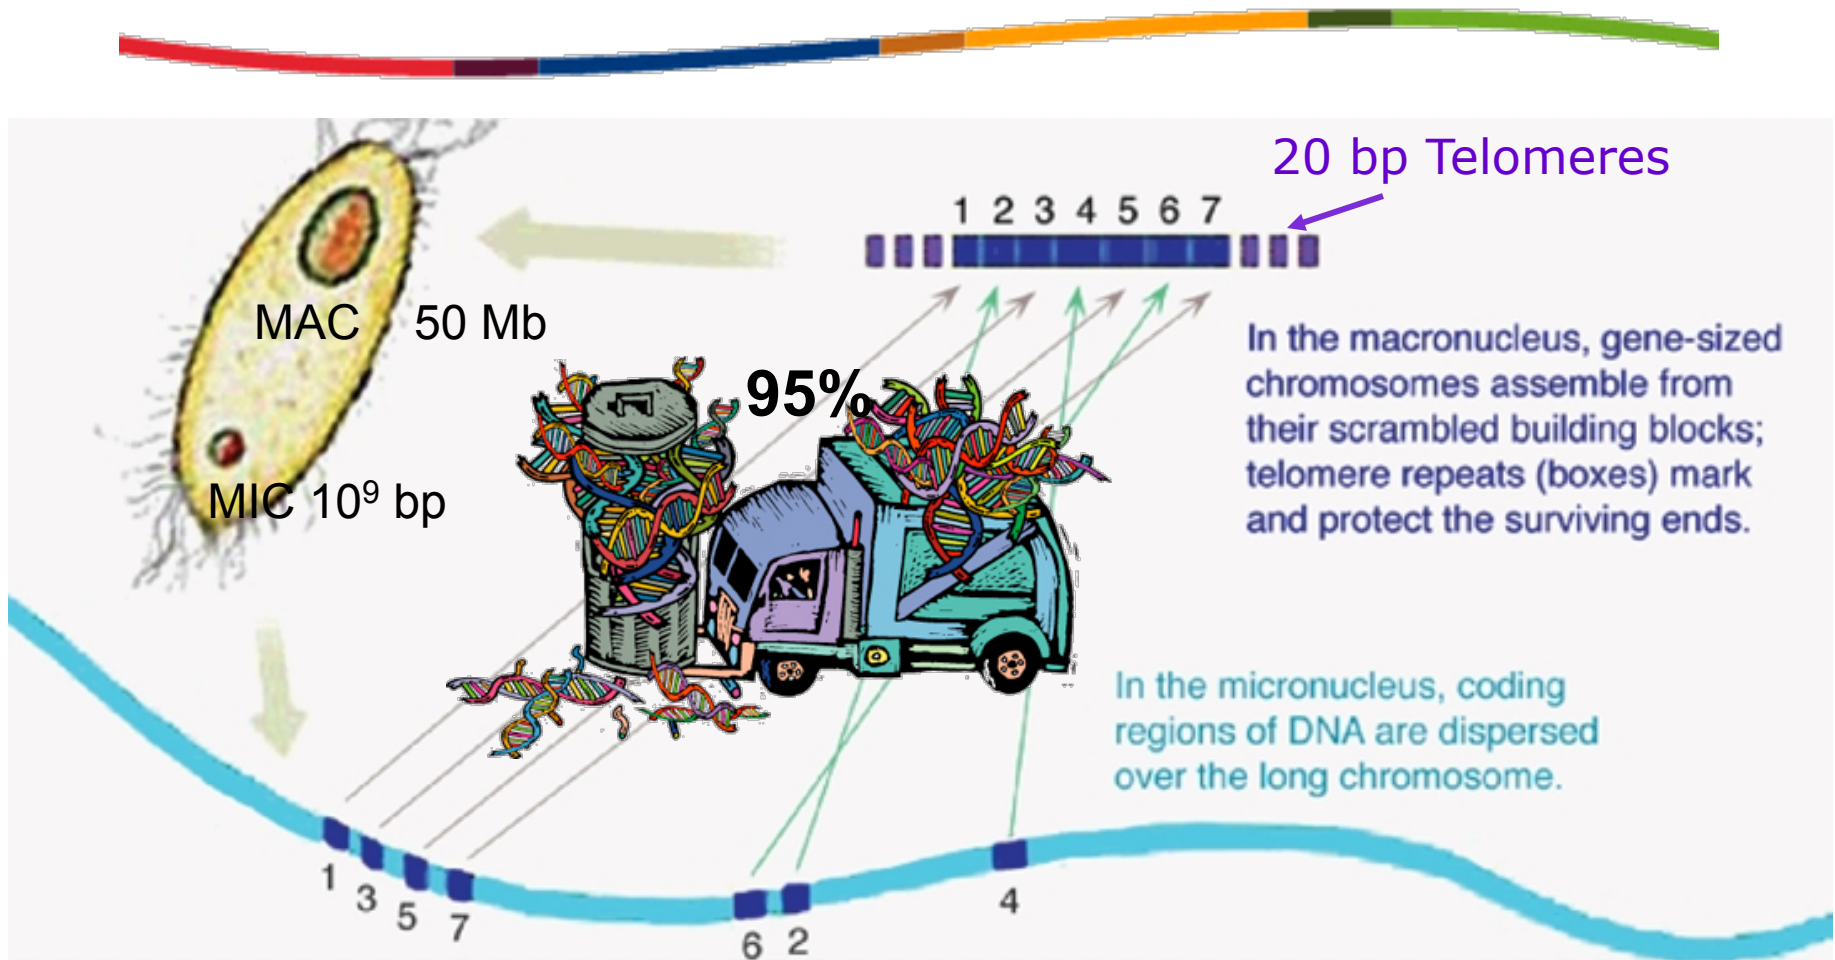 20 bp Telomeres
1 2 3 4 5 6 7
MAC 50 Mb
In the macronucleus, gene-sized
chromosomes assemble from
their scrambled building blocks;
telomere repeats (boxes) mark
and protect the surviving ends.
95%
MIC 10⁹ bp
In the micronucleus, coding
regions of DNA are dispersed
over the long chromosome.
1
3
5
7
6 2
4